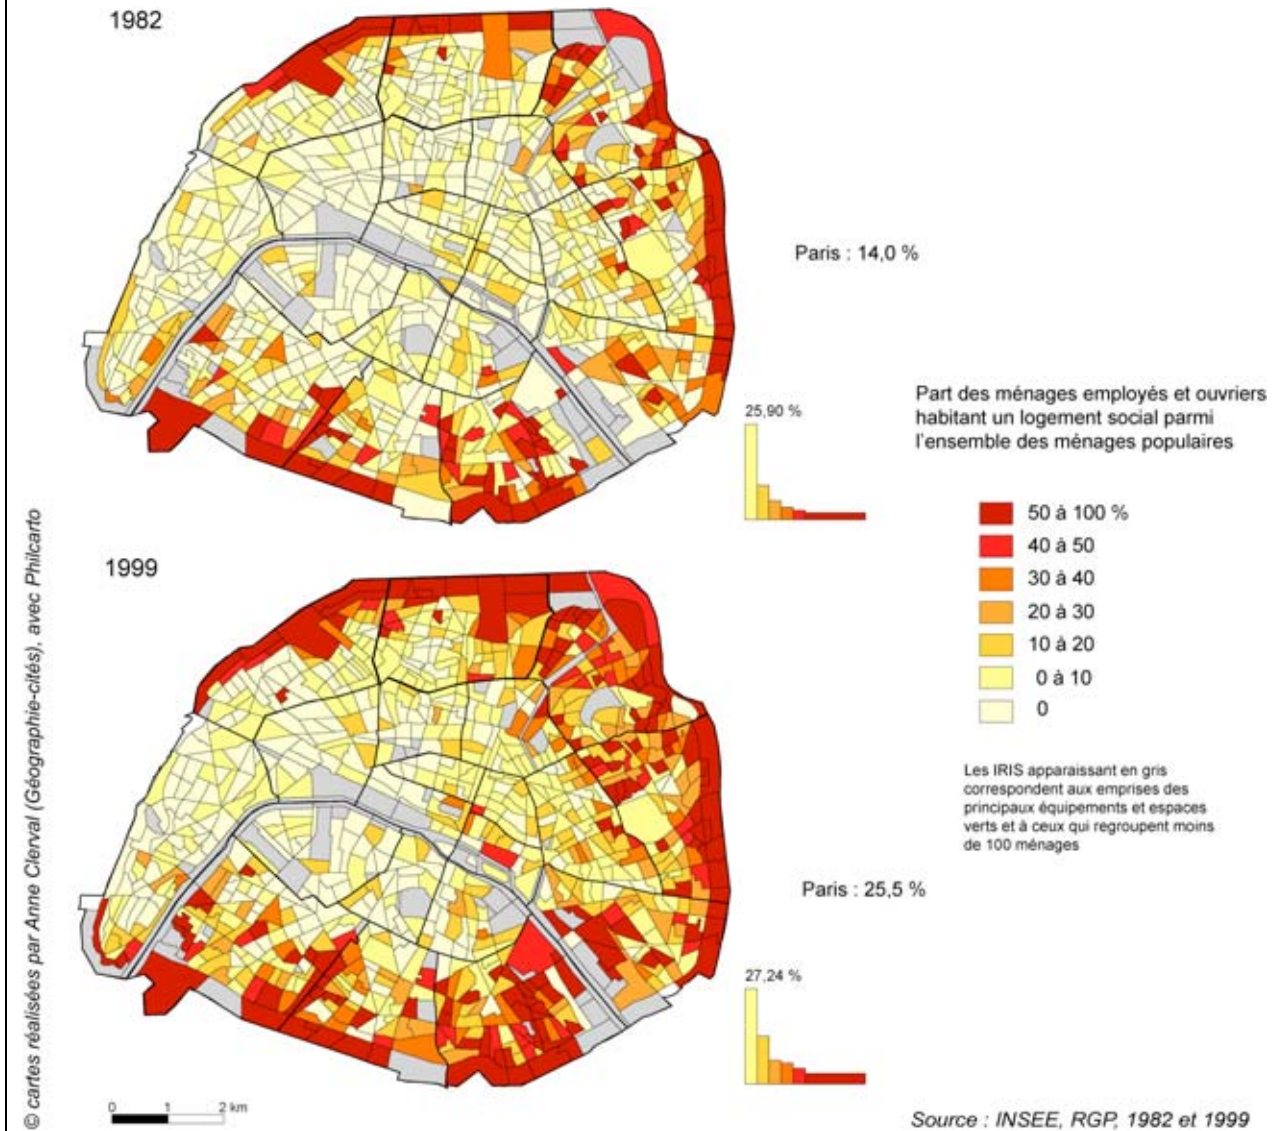 1982
Paris : 14,0 %
25,90 %
Part des ménages employés et ouvriers
habitant un logement social parmi
l'ensemble des ménages populaires
50 à 100 %
40 à 50
30 à 40
20 à 30
10 à 20
0 à 10
0
Les IRIS apparaissant en gris
correspondent aux emprises des
principaux équipements et espaces
verts et à ceux qui regroupent moins
de 100 ménages
1999
Paris : 25,5 %
27,24 %
0 1 2 km
Source : INSEE, RGP, 1982 et 1999
© cartes réalisées par Anne Clerval (Géographie-cités), avec Philcarto